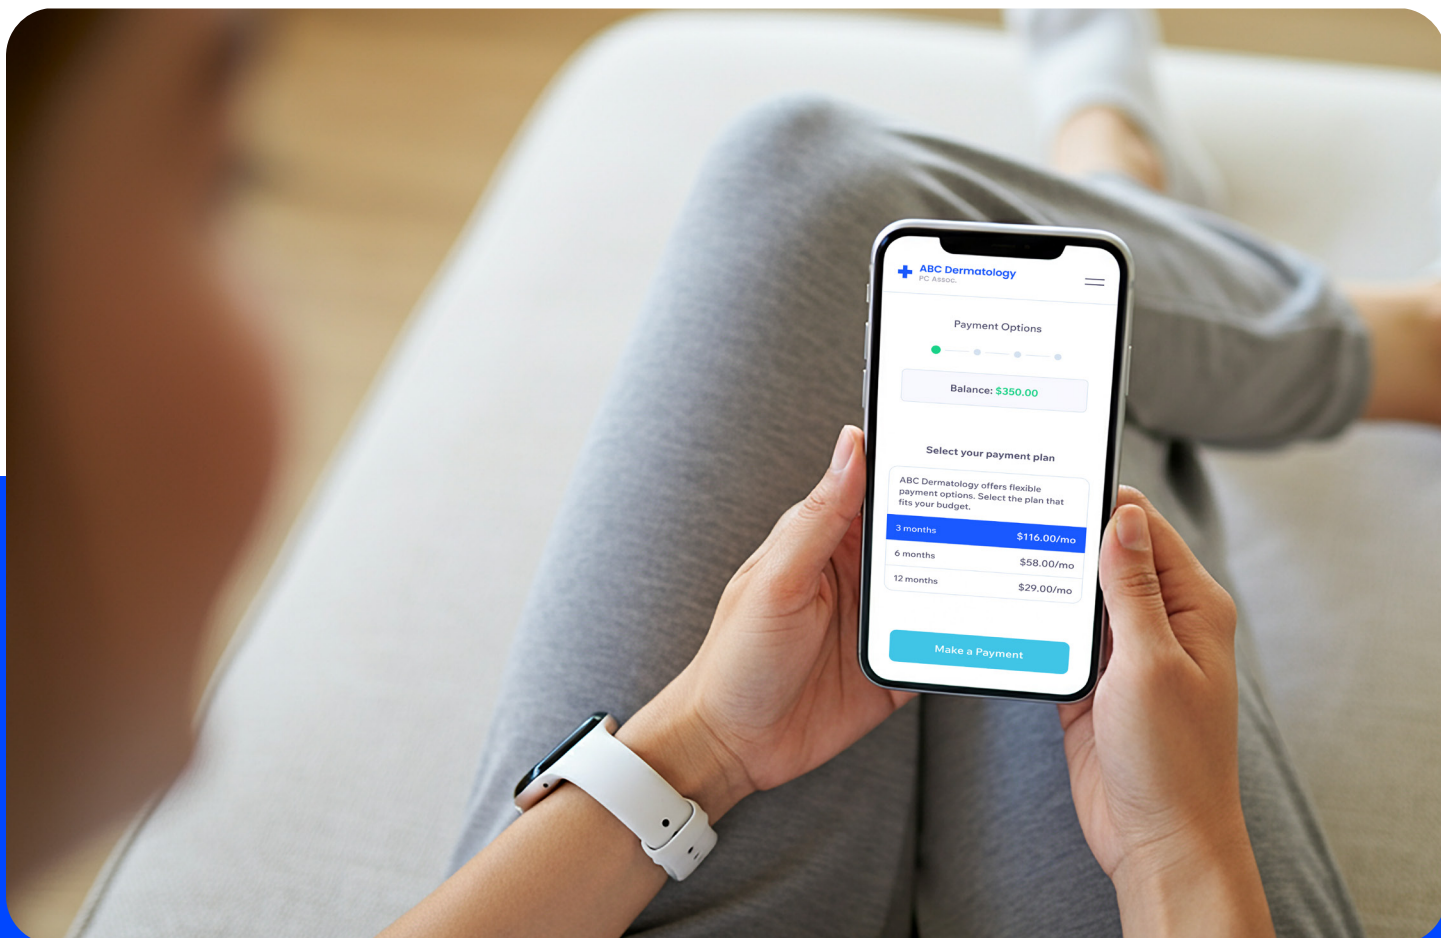 ABC Dermatology
PC Assoc.
Payment Options
Balance: $350.00
Select your payment plan
ABC Dermatology offers flexible
payment options. Select the plan that
fits your budget.
3 months $116.00/mo
6 months $58.00/mo
12 months $29.00/mo
Make a Payment